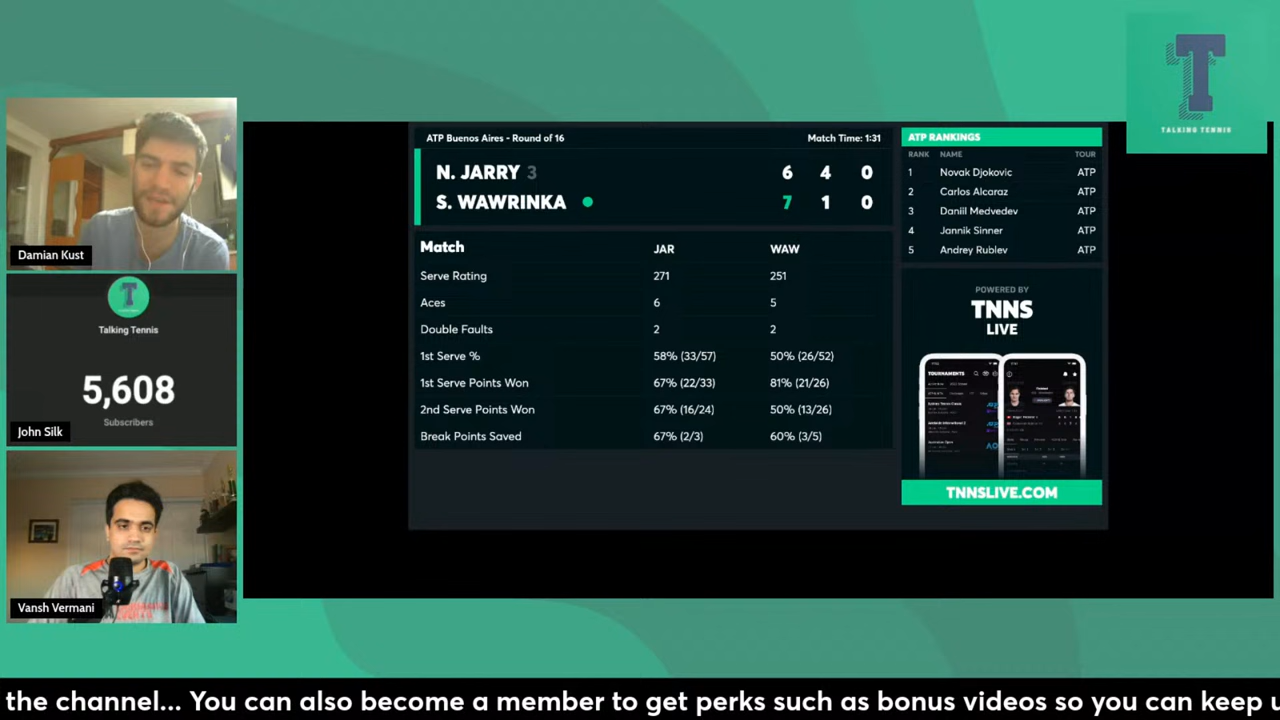 T
TALKING TENNIS
Damian Kust
Talking Tennis
5,608
Subscribers
John Silk
Vansh Vermani
ATP Buenos Aires - Round of 16
Match Time: 1:31
N. JARRY 3 6 4 0
S. WAWRINKA 7 1 0
Match JAR WAW
Serve Rating 271 251
Aces 6 5
Double Faults 2 2
1st Serve % 58% (33/57) 50% (26/52)
1st Serve Points Won 67% (22/33) 81% (21/26)
2nd Serve Points Won 67% (16/24) 50% (13/26)
Break Points Saved 67% (2/3) 60% (3/5)
ATP RANKINGS
RANK NAME TOUR
1 Novak Djokovic ATP
2 Carlos Alcaraz ATP
3 Daniil Medvedev ATP
4 Jannik Sinner ATP
5 Andrey Rublev ATP
POWERED BY
TNNS
LIVE
TOURNAMENTS
TNNSLIVE.COM
the channel... You can also become a member to get perks such as bonus videos so you can keep u